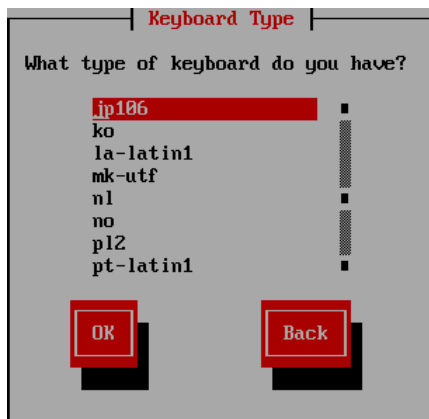 Keyboard Type
What type of keyboard do you have?
jp106
ko
la-latin1
mk-utf
nl
no
pl2
pt-latin1
OK
Back